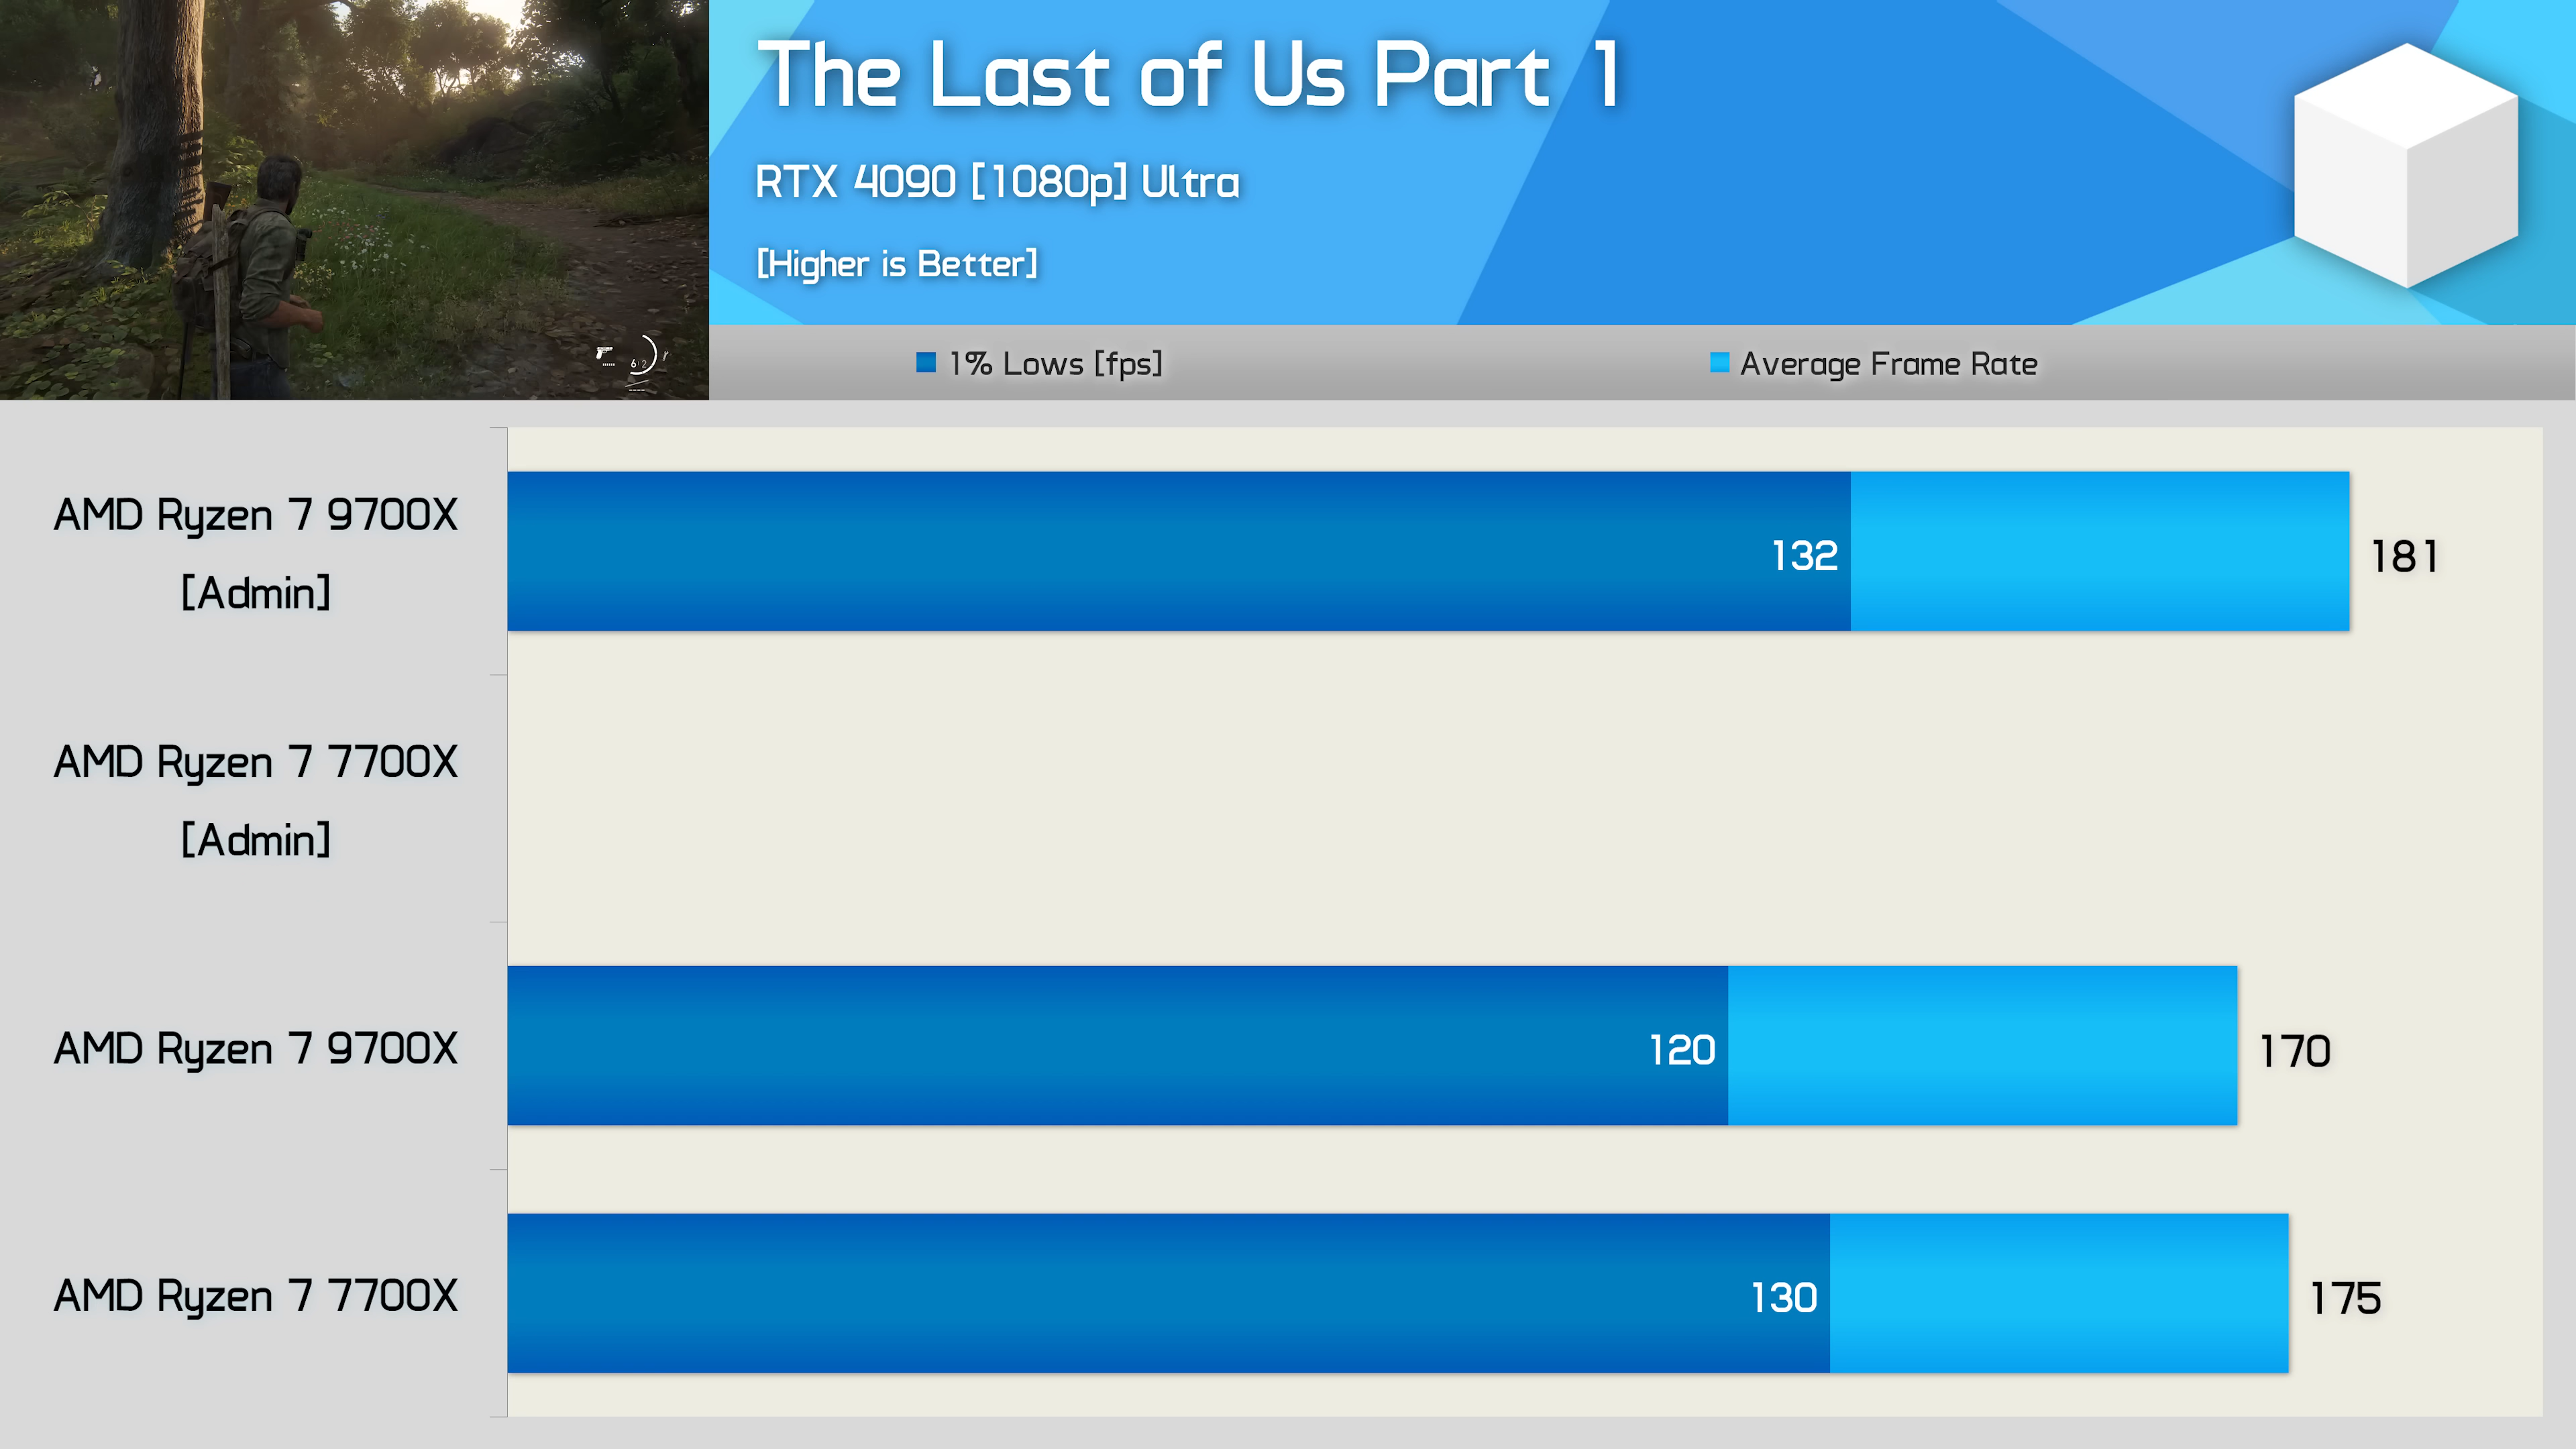 The Last of Us Part 1
RTX 4090 [1080p] Ultra
[Higher is Better]
1% Lows [fps]
Average Frame Rate
AMD Ryzen 7 9700X
[Admin]
132
181
AMD Ryzen 7 7700X
[Admin]
AMD Ryzen 7 9700X
120
170
AMD Ryzen 7 7700X
130
175